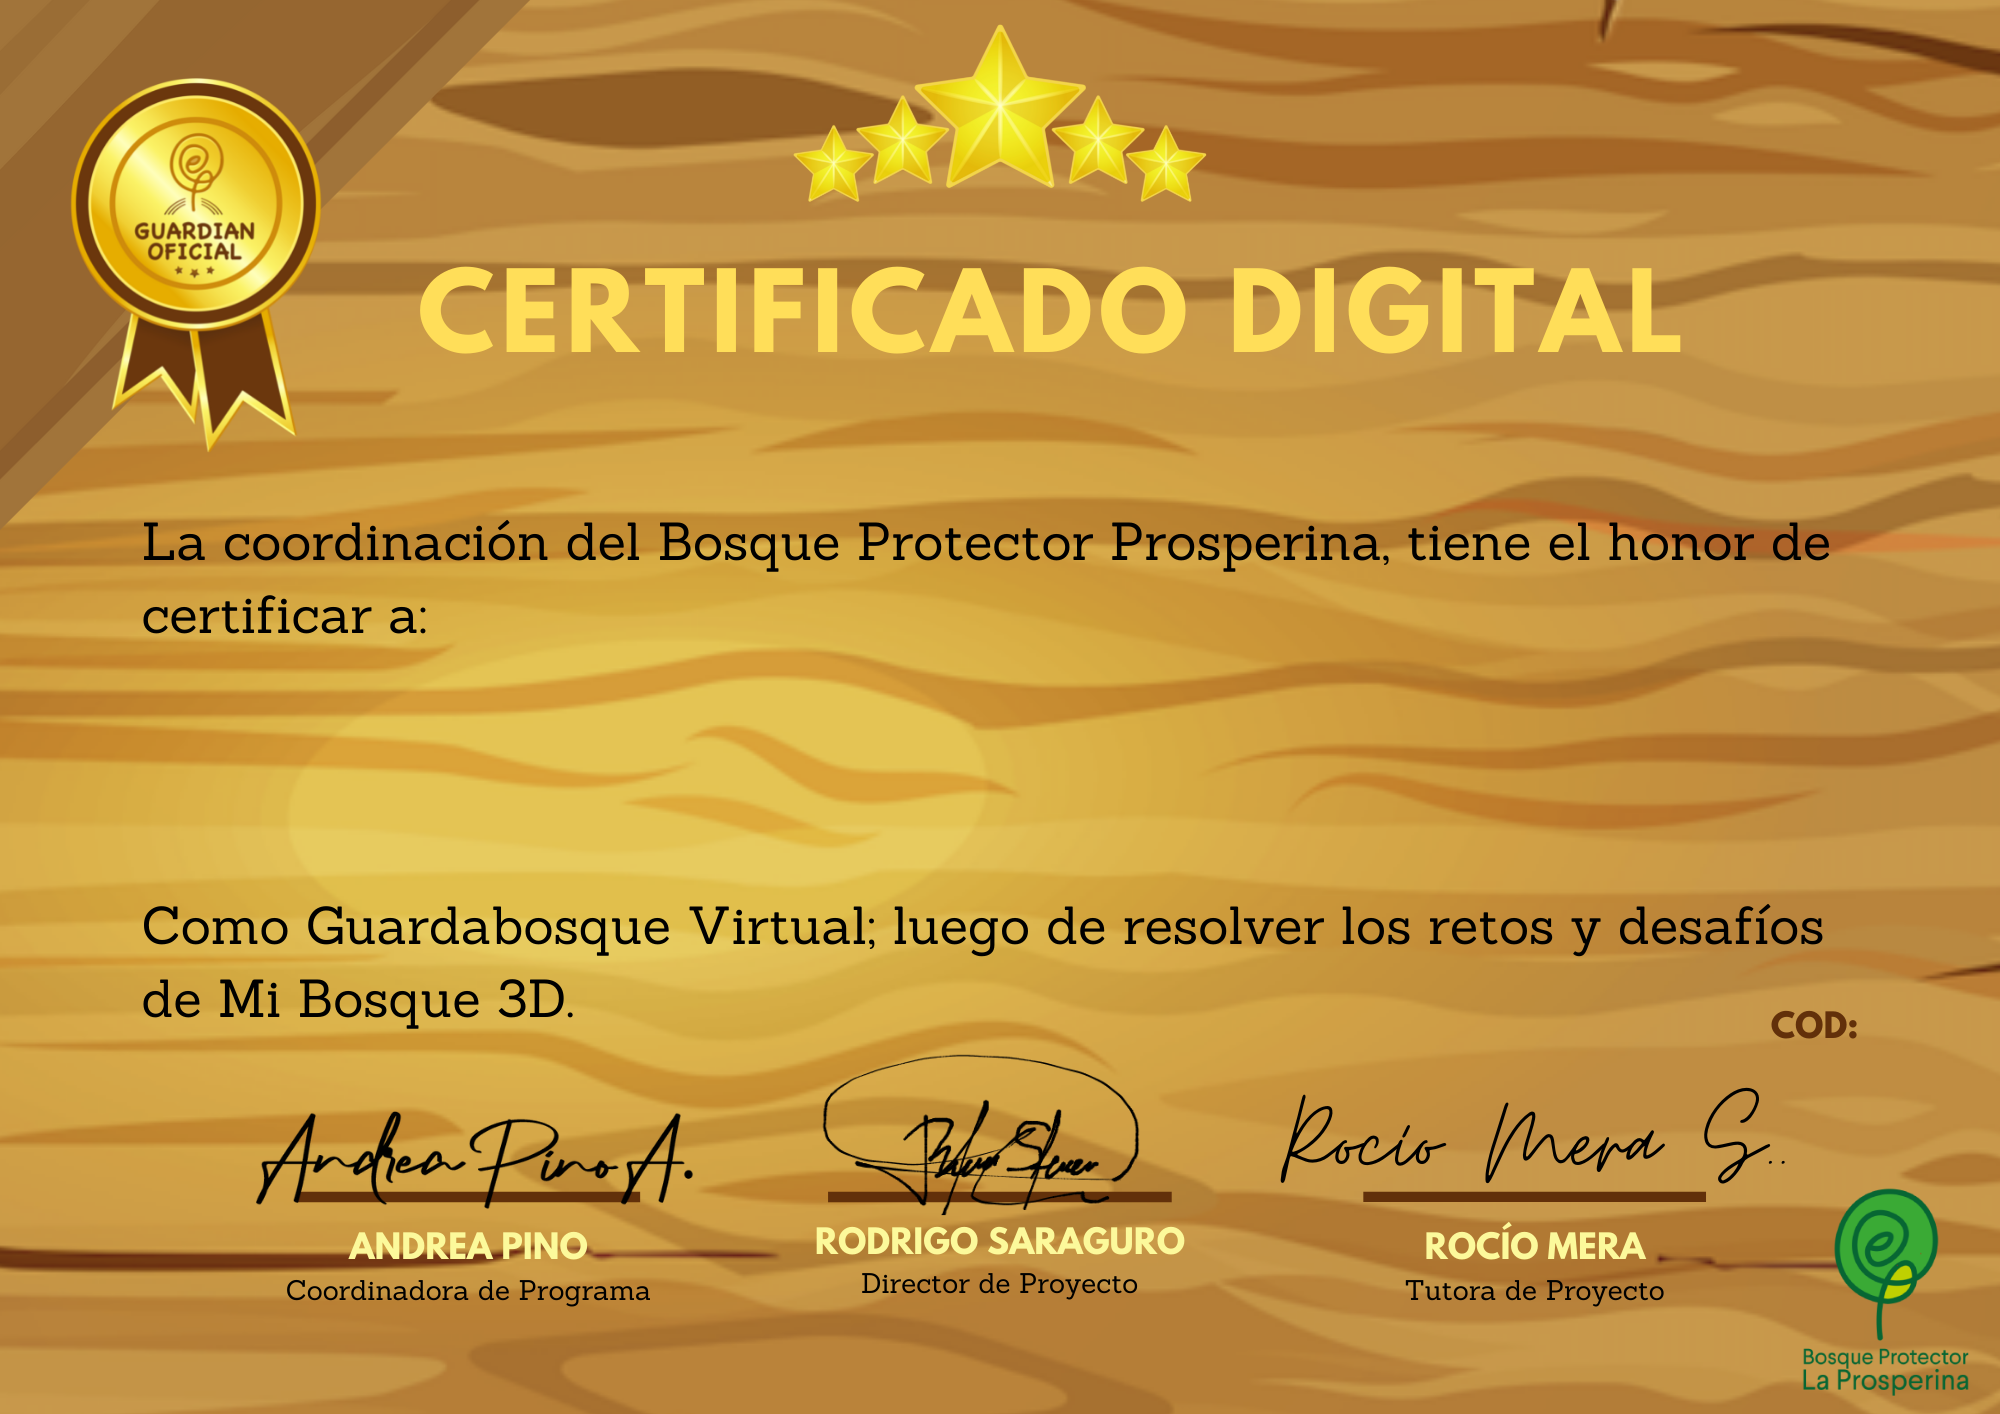 GUARDIAN
OFICIAL
CERTIFICADO DIGITAL
La coordinación del Bosque Protector Prosperina, tiene el honor de
certificar a:
Como Guardabosque Virtual; luego de resolver los retos y desafíos
de Mi Bosque 3D.
COD:
Andrea Pino A.
Rocío Mera S..
ANDREA PINO
Coordinadora de Programa
RODRIGO SARAGURO
Director de Proyecto
ROCÍO MERA
Tutora de Proyecto
Bosque Protector
La Prosperina